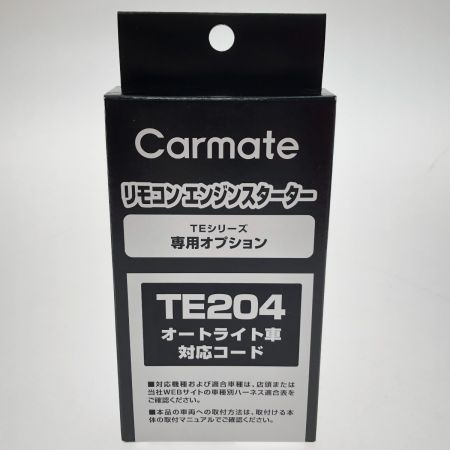 Carmate
リモコンエンジンスターター
TEシリーズ
専用オプション
TE204
オートライト車
対応コード
■対応機種および適合車種は、店頭または
当社WEBサイトの車種別ハーネス適合表を
ご確認ください。
■本品の車両への取付方法は、取付ける本
体の取付マニュアルでご確認ください。